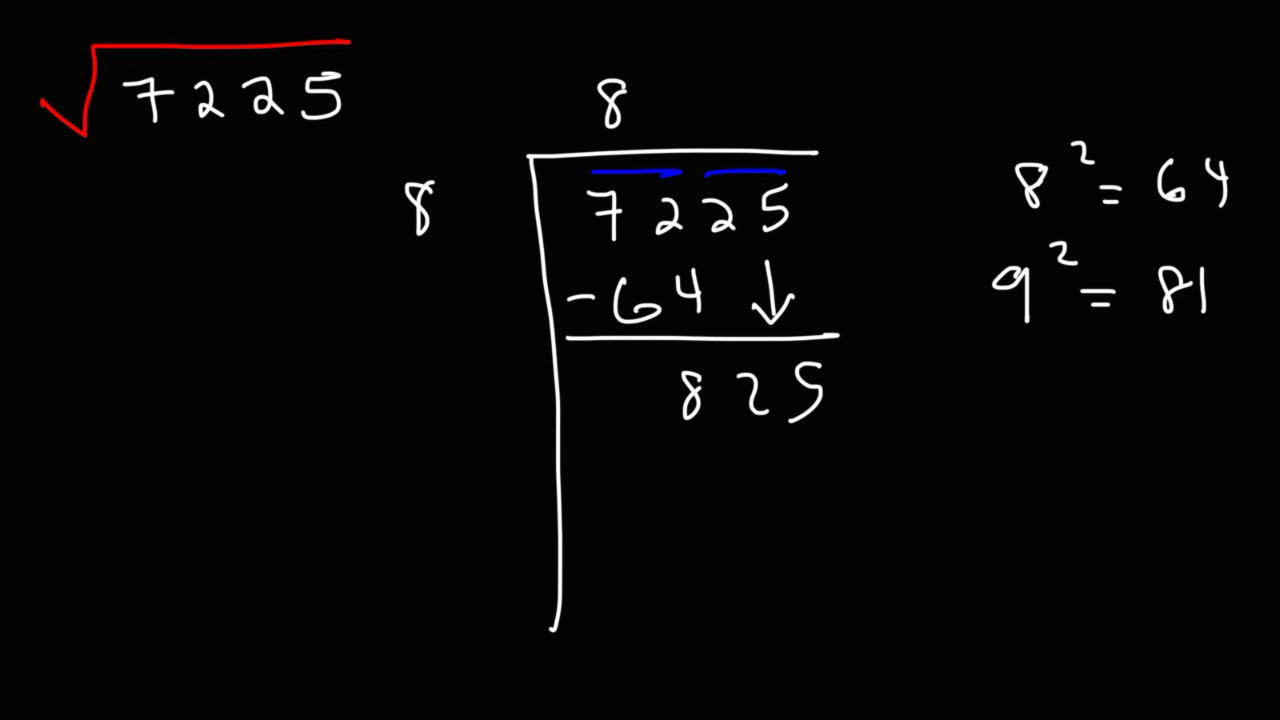 √7225
8
8 7225
8² = 64
-64 ↓
9² = 81
825